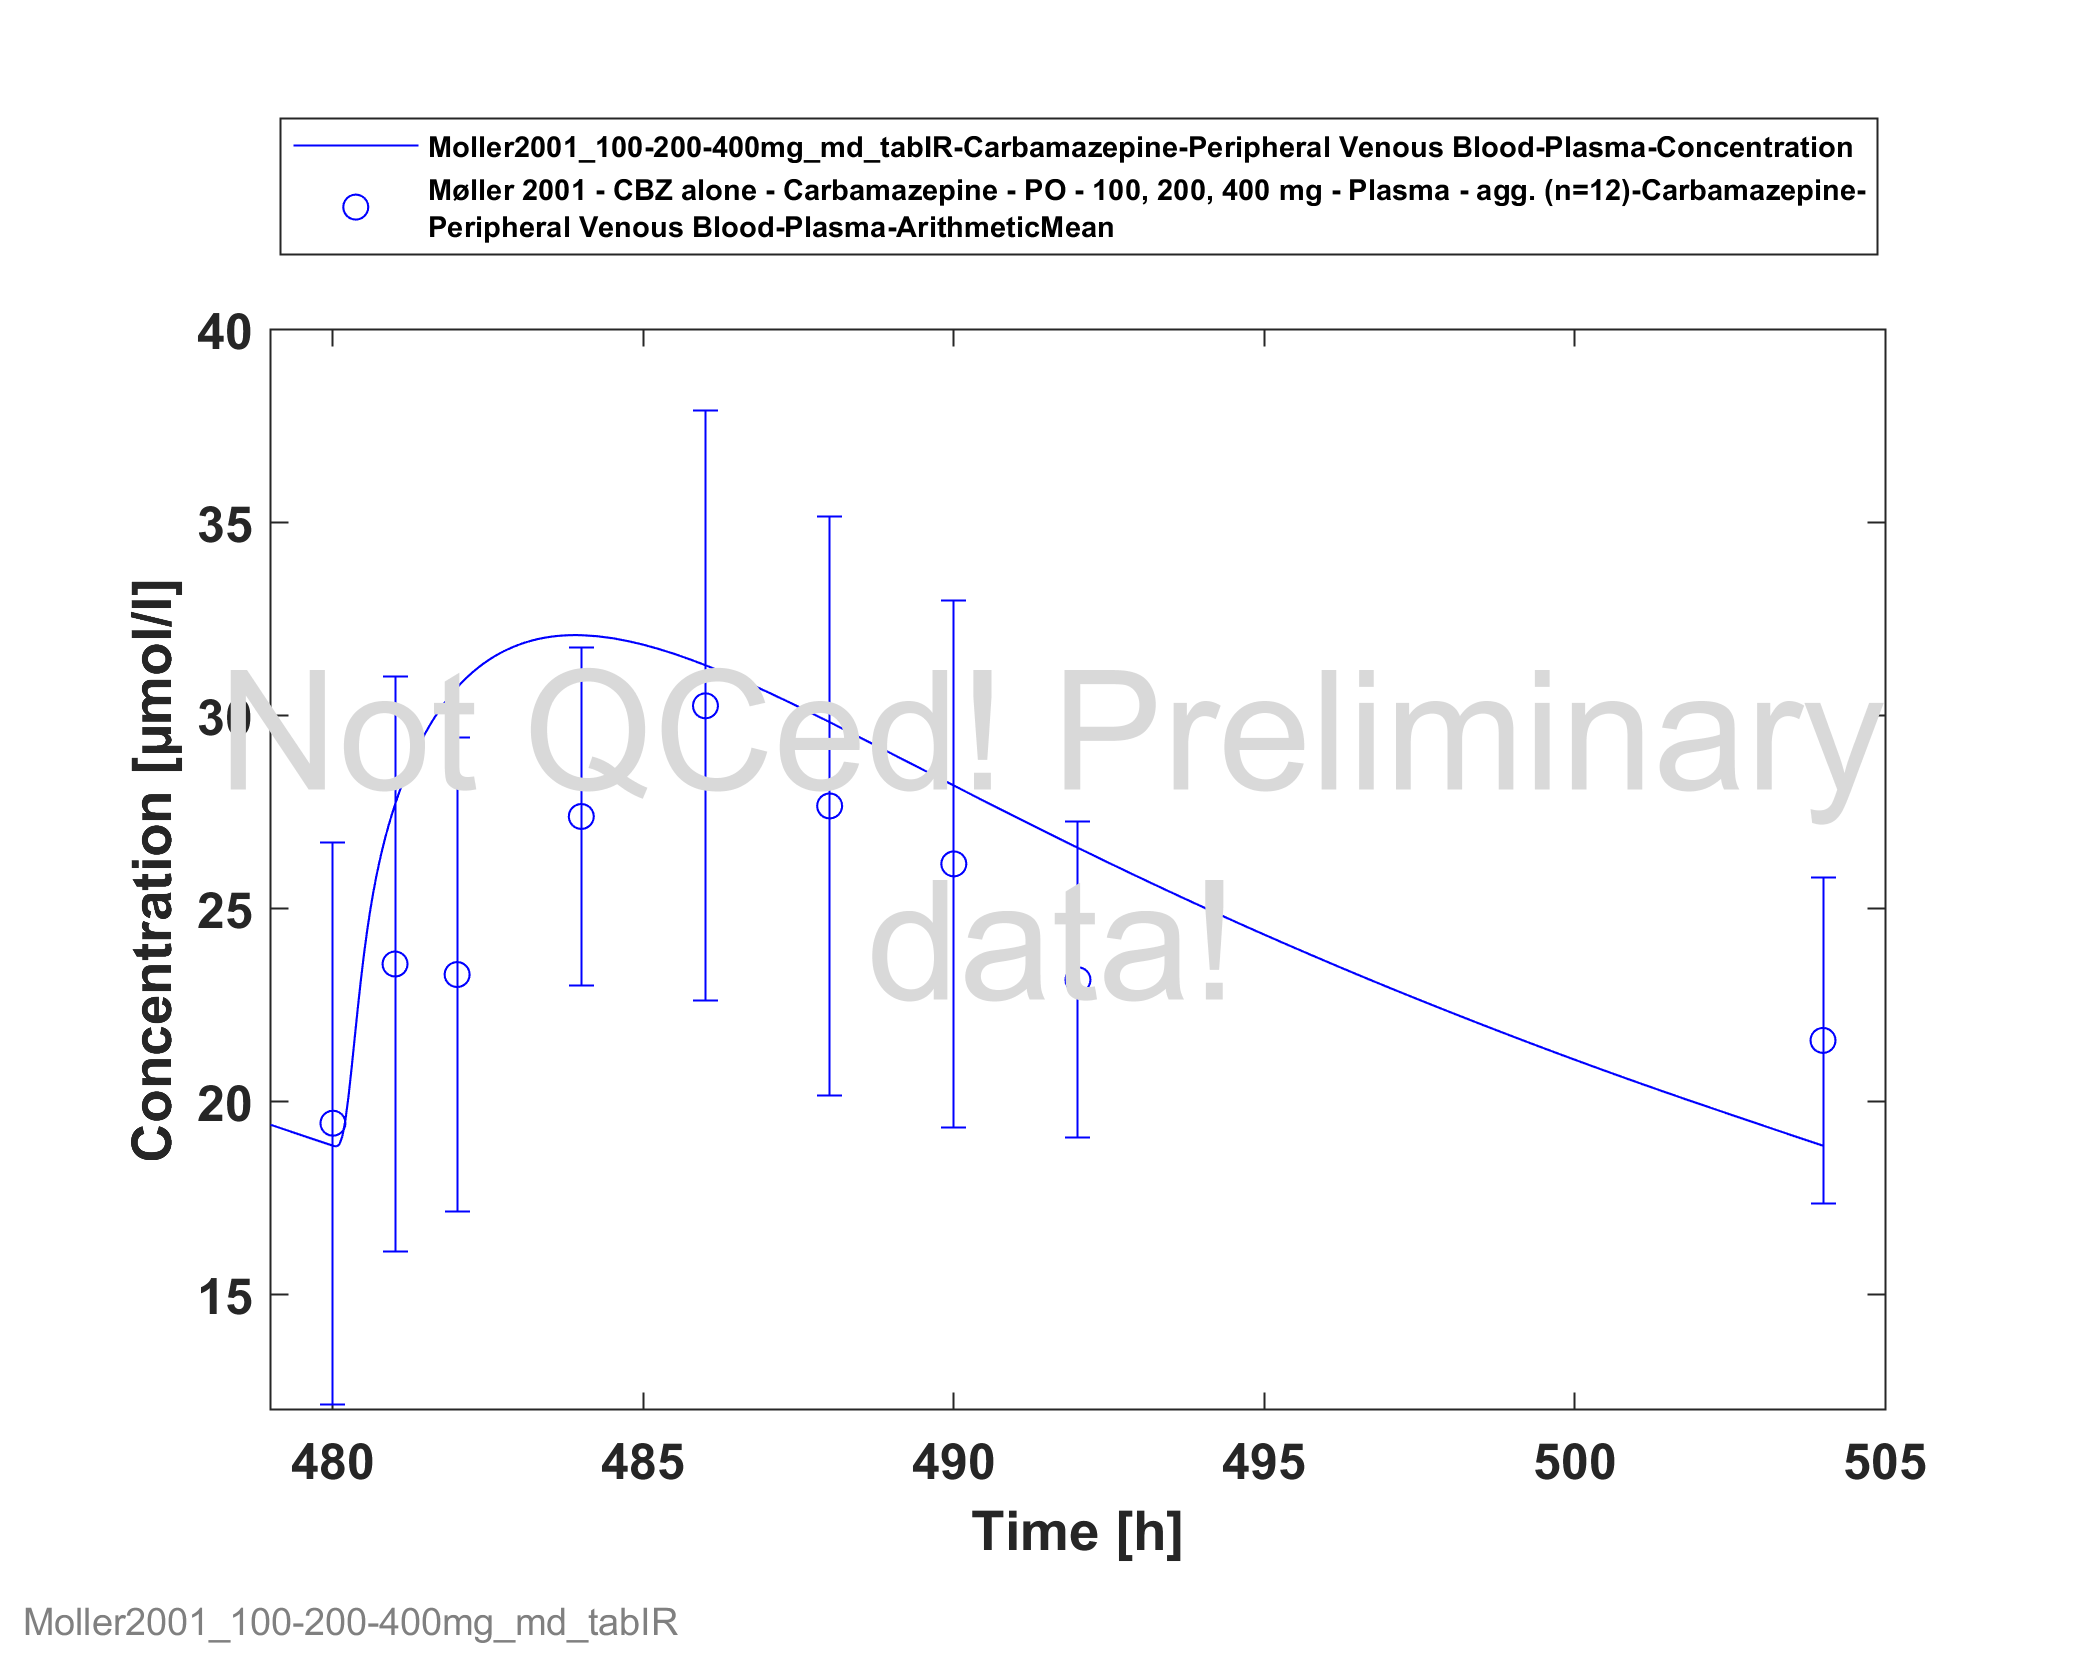 Moller2001_100-200-400mg_md_tabIR-Carbamazepine-Peripheral Venous Blood-Plasma-Concentration
Møller 2001 - CBZ alone - Carbamazepine - PO - 100, 200, 400 mg - Plasma - agg. (n=12)-Carbamazepine-
Peripheral Venous Blood-Plasma-ArithmeticMean
40
35
30
25
20
15
Concentration [µmol/l]
Not QCed! Preliminary
data!
480 485 490 495 500 505
Time [h]
Moller2001_100-200-400mg_md_tabIR